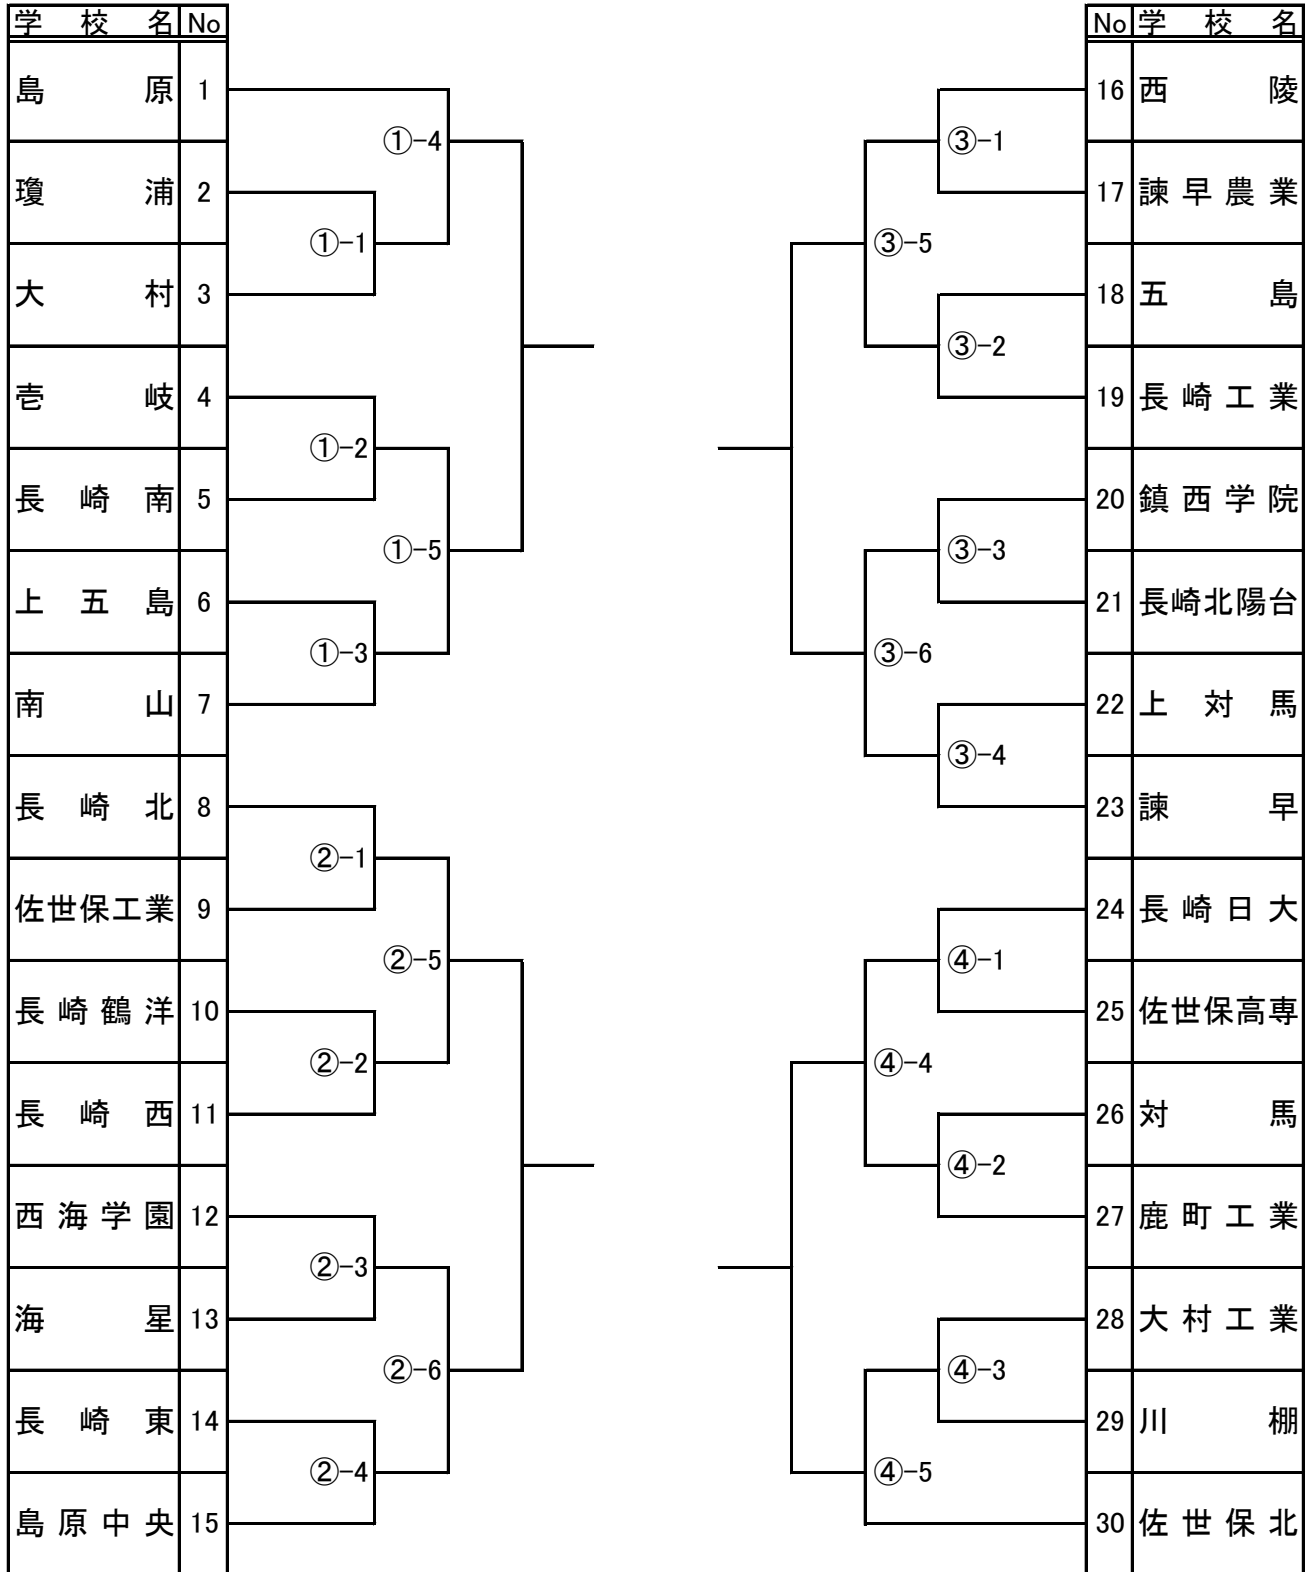 学校名 No
島原 1
瓊浦 2
大村 3
壱岐 4
長崎南 5
上五島 6
南山 7
長崎北 8
佐世保工業 9
長崎鶴洋 10
長崎西 11
西海学園 12
海星 13
長崎東 14
島原中央 15
①-4
①-1
①-2
①-5
①-3
②-1
②-5
②-2
②-3
②-6
②-4
③-1
③-5
③-2
③-3
③-6
③-4
④-1
④-4
④-2
④-3
④-5
No 学校名
16 西陵
17 諫早農業
18 五島
19 長崎工業
20 鎮西学院
21 長崎北陽台
22 上対馬
23 諫早
24 長崎日大
25 佐世保高専
26 対馬
27 鹿町工業
28 大村工業
29 川棚
30 佐世保北